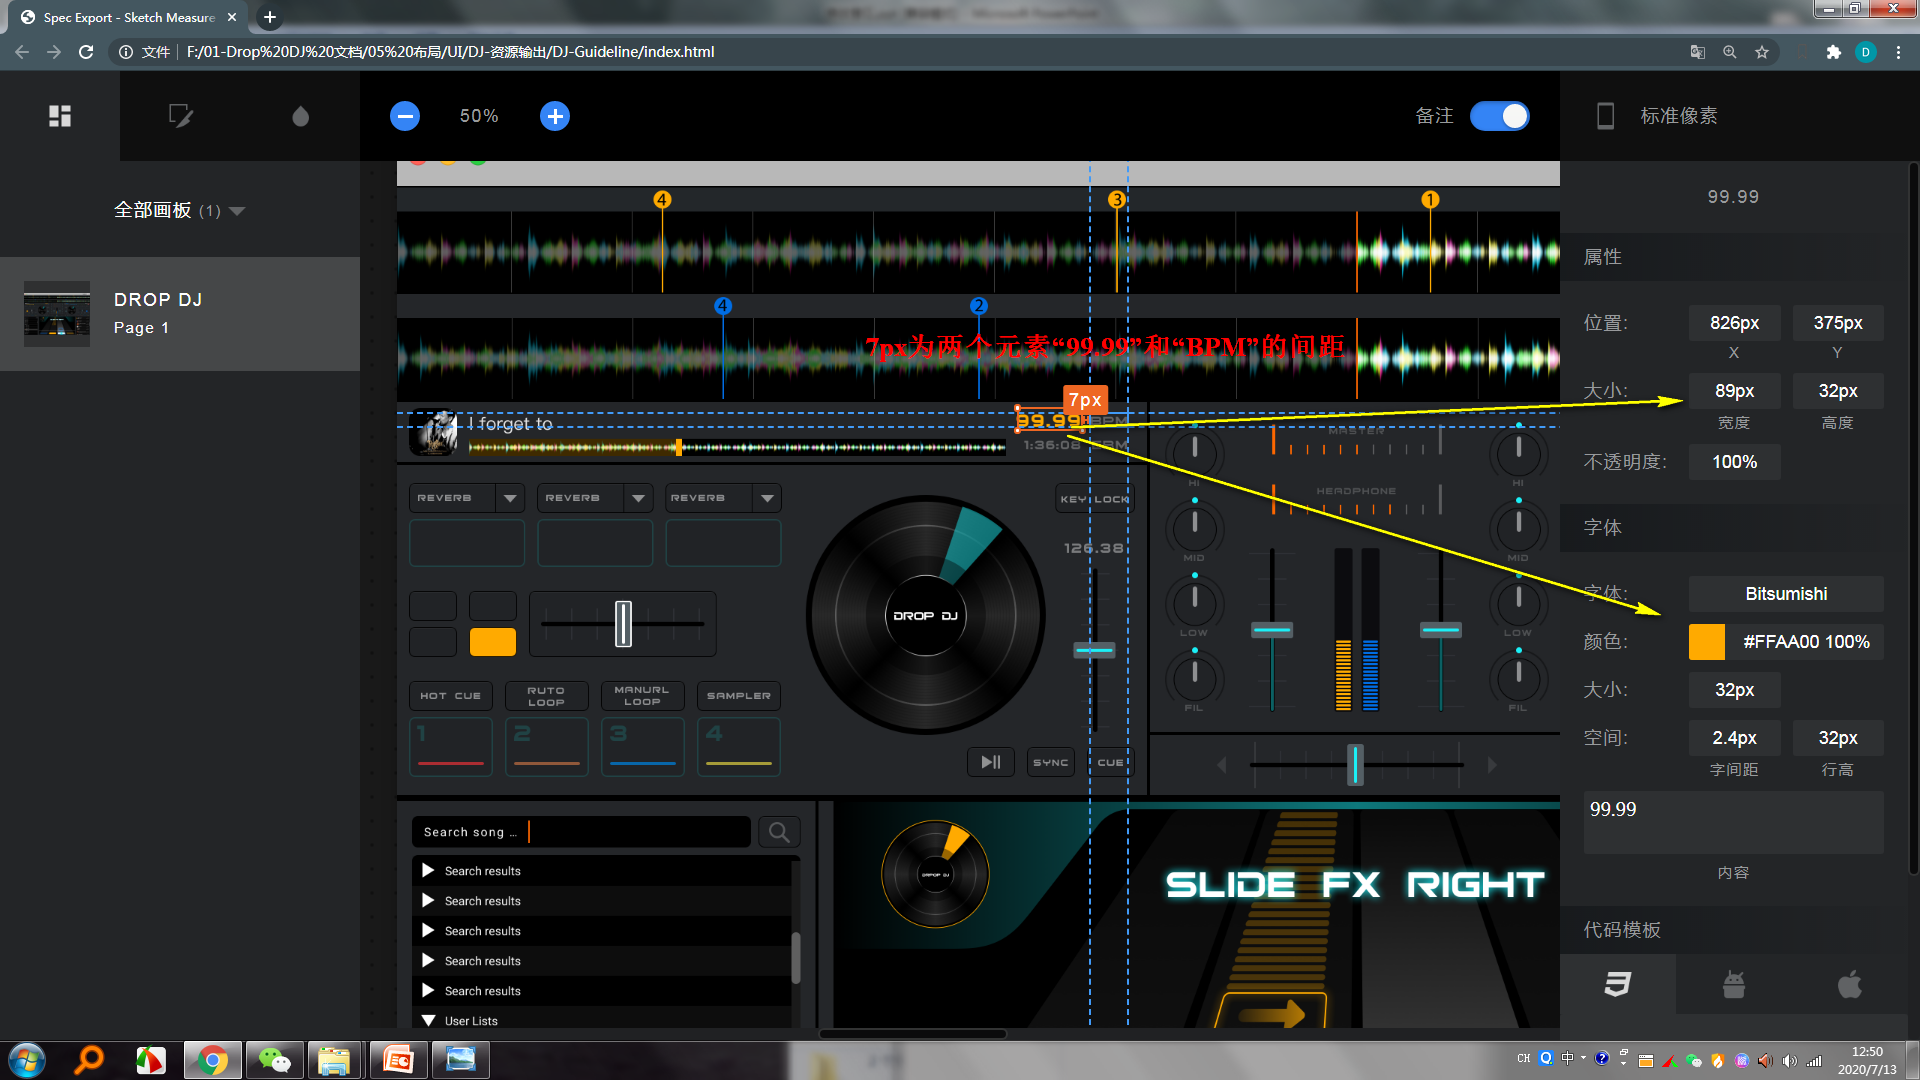 Spec Export - Sketch Measure
文件
F:/01-Drop%20DJ%20文档/05%20布局/UI/DJ-资源输出/DJ-Guideline/index.html
D
50%
备注
标准像素
全部画板 (1)
DROP DJ
Page 1
4
3
1
4
2
7px为两个元素“99.99”和“BPM”的间距
7px
I forget to
99.99
BPM
1:36:08
REVERB
REVERB
REVERB
KEY LOCK
126.38
DROP DJ
HOT CUE
RUTO LOOP
MANURL LOOP
SAMPLER
1
2
3
4
SYNC
CUE
MASTER
HEADPHONE
HI
MID
LOW
FIL
HI
MID
LOW
FIL
Search song ...
Search results
Search results
Search results
Search results
Search results
User Lists
SLIDE FX RIGHT
99.99
属性
位置:
826px
375px
X
Y
大小:
89px
32px
宽度
高度
不透明度:
100%
字体
字体:
Bitsumishi
颜色:
#FFAA00 100%
大小:
32px
空间:
2.4px
32px
字间距
行高
99.99
内容
代码模板
CH
中
12:50
2020/7/13